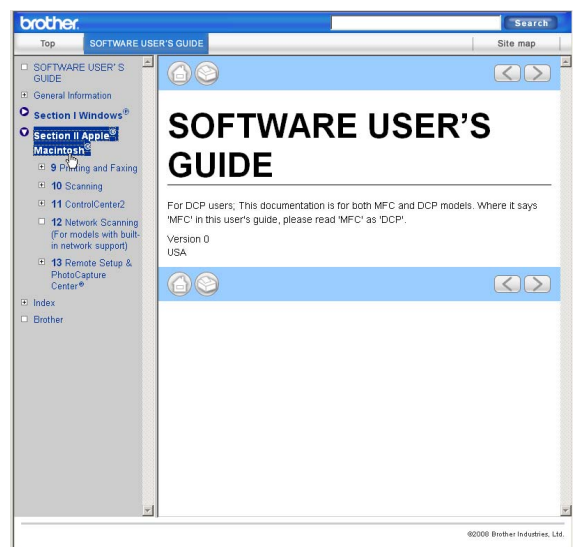 brother.
Search
Top
SOFTWARE USER'S GUIDE
Site map
SOFTWARE USER' S
GUIDE
General Information
Section I Windows®
Section II Apple®
Macintosh®
9 Printing and Faxing
10 Scanning
11 ControlCenter2
12 Network Scanning
(For models with built-
in network support)
13 Remote Setup &
PhotoCapture
Center®
Index
Brother
SOFTWARE USER'S
GUIDE
For DCP users; This documentation is for both MFC and DCP models. Where it says
'MFC' in this user's guide, please read 'MFC' as 'DCP'.
Version 0
USA
©2008 Brother Industries, Ltd.